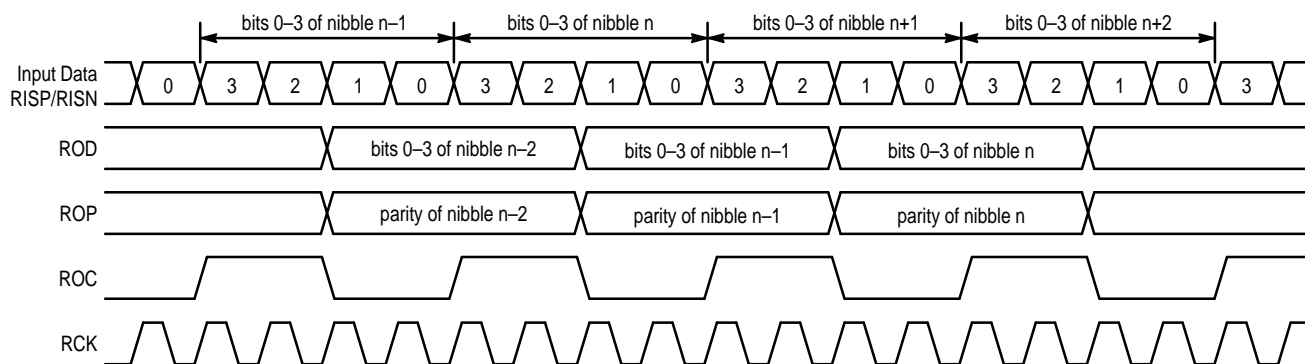 bits 0–3 of nibble n–1 bits 0–3 of nibble n bits 0–3 of nibble n+1 bits 0–3 of nibble n+2
Input Data
RISP/RISN
0 3 2 1 0 3 2 1 0 3 2 1 0 3 2 1 0 3
ROD bits 0–3 of nibble n–2 bits 0–3 of nibble n–1 bits 0–3 of nibble n
ROP parity of nibble n–2 parity of nibble n–1 parity of nibble n
ROC
RCK